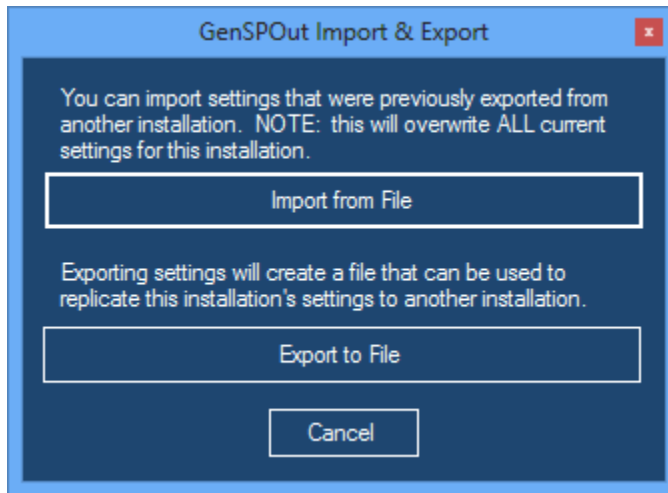 GenSPOut Import & Export
x
You can import settings that were previously exported from
another installation.  NOTE:  this will overwrite ALL current
settings for this installation.
Import from File
Exporting settings will create a file that can be used to
replicate this installation's settings to another installation.
Export to File
Cancel